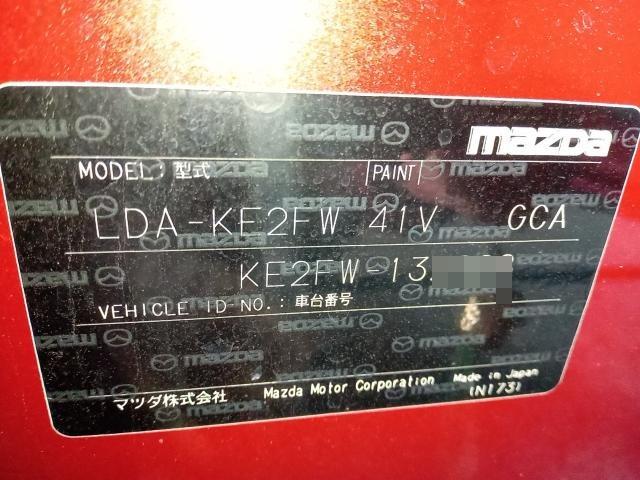 mazda
MODEL: 型式 PAINT
LDA-KE2FW 41V GCA
KE2FW-13
VEHICLE ID NO.: 車台番号
マツダ株式会社 Mazda Motor Corporation Made in Japan
(N173)